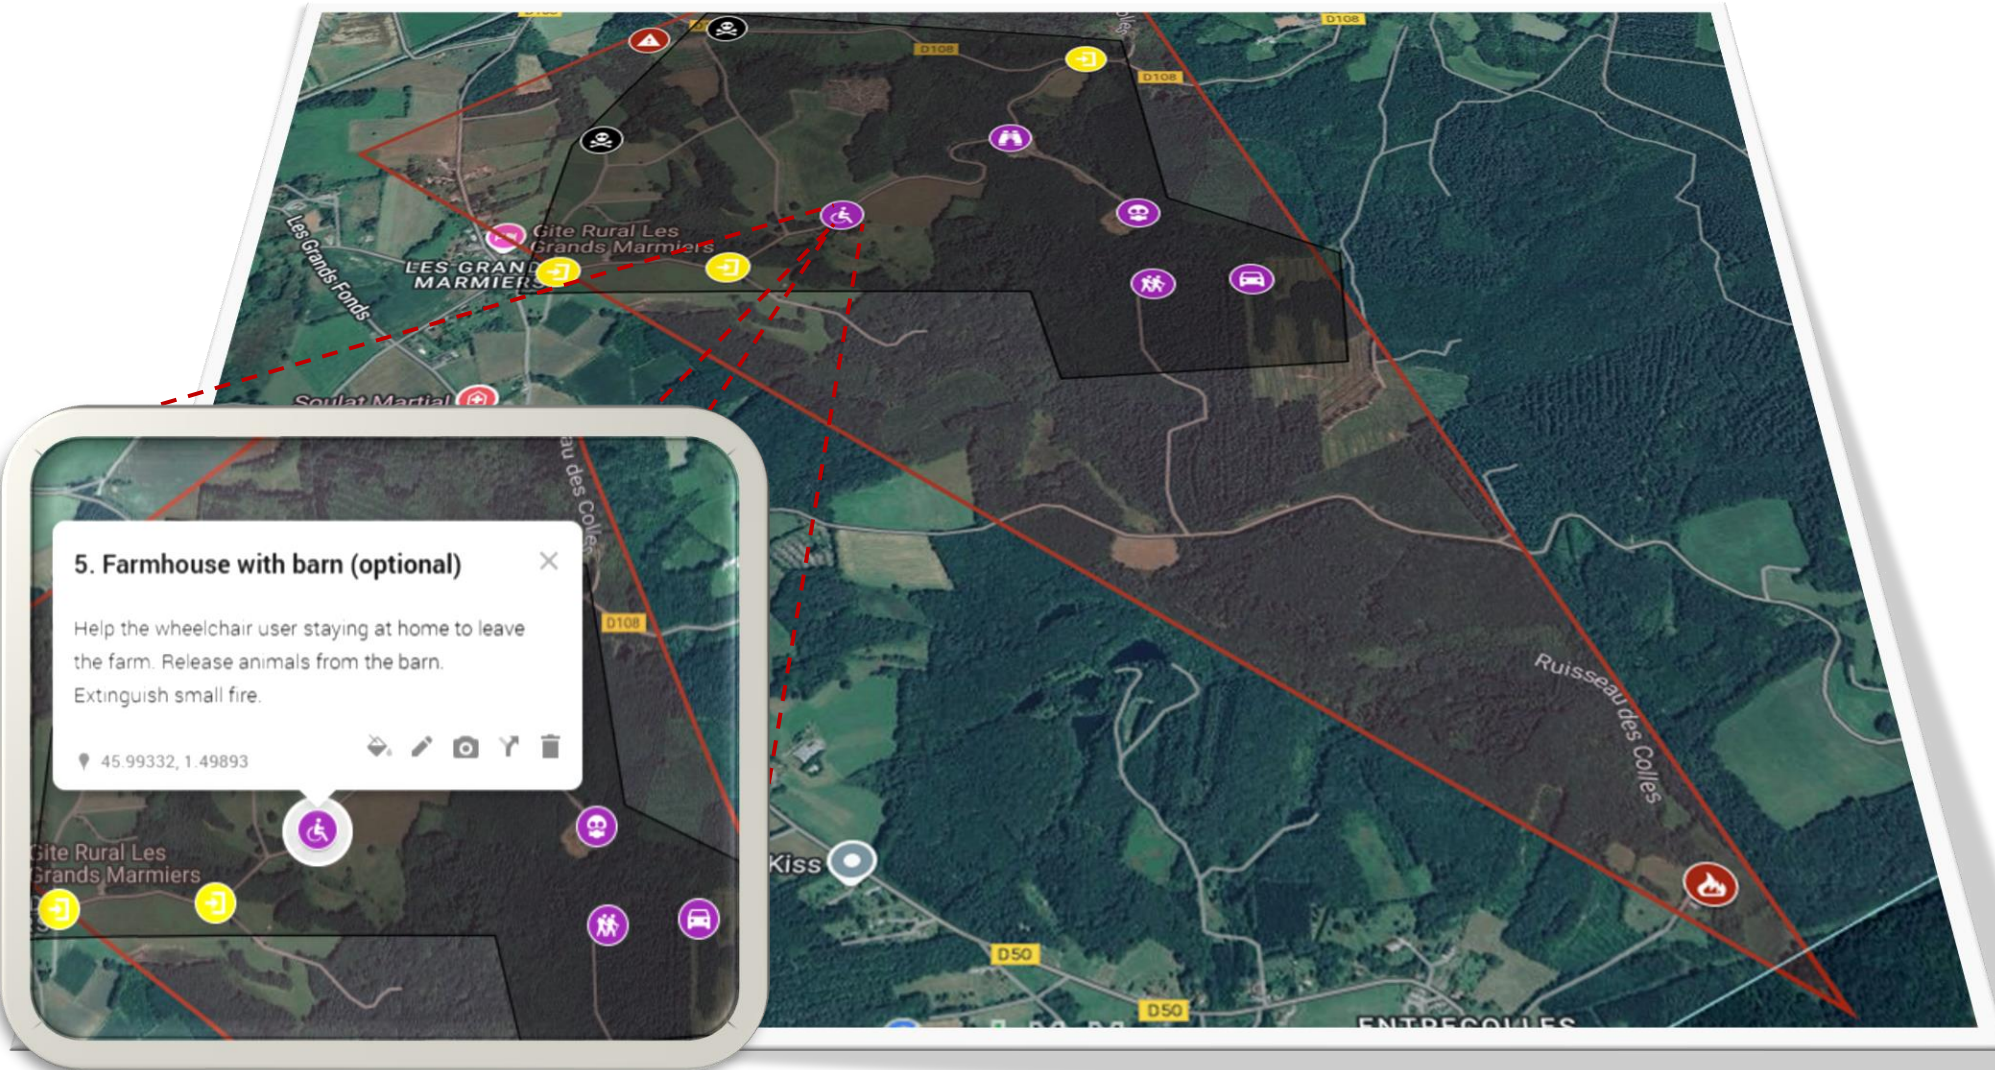 D108
D108
D108
Gite Rural Les
Grands Marmiers
LES GRAND
MARMIERS
Les Grands Fonds
Soulat Martial
au des Colles
5. Farmhouse with barn (optional)
Help the wheelchair user staying at home to leave
the farm. Release animals from the barn.
Extinguish small fire.
45.99332, 1.49893
D108
Gite Rural Les
Grands Marmiers
Ruisseau des Colles
Kiss
D50
D50
ENTRECOLLES